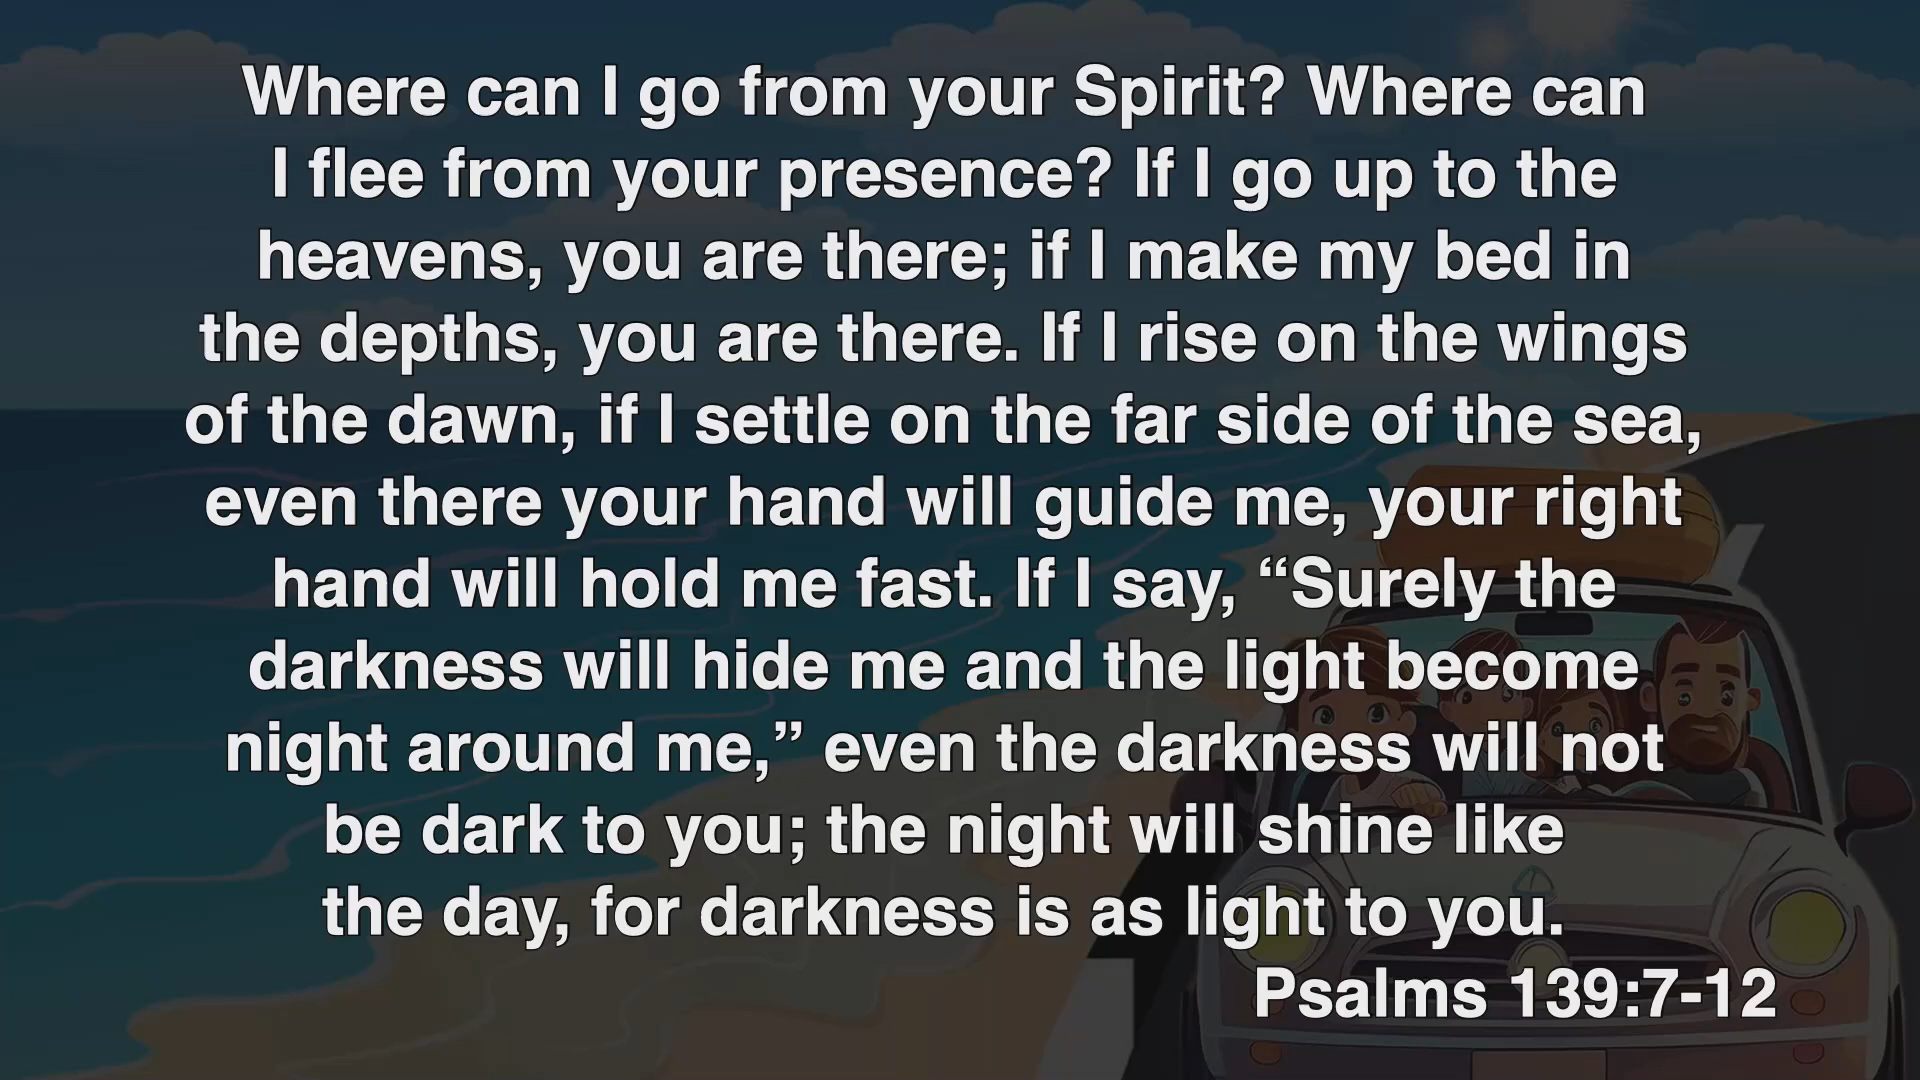 Where can I go from your Spirit? Where can
I flee from your presence? If I go up to the
heavens, you are there; if I make my bed in
the depths, you are there. If I rise on the wings
of the dawn, if I settle on the far side of the sea,
even there your hand will guide me, your right
hand will hold me fast. If I say, “Surely the
darkness will hide me and the light become
night around me,” even the darkness will not
be dark to you; the night will shine like
the day, for darkness is as light to you.
Psalms 139:7-12